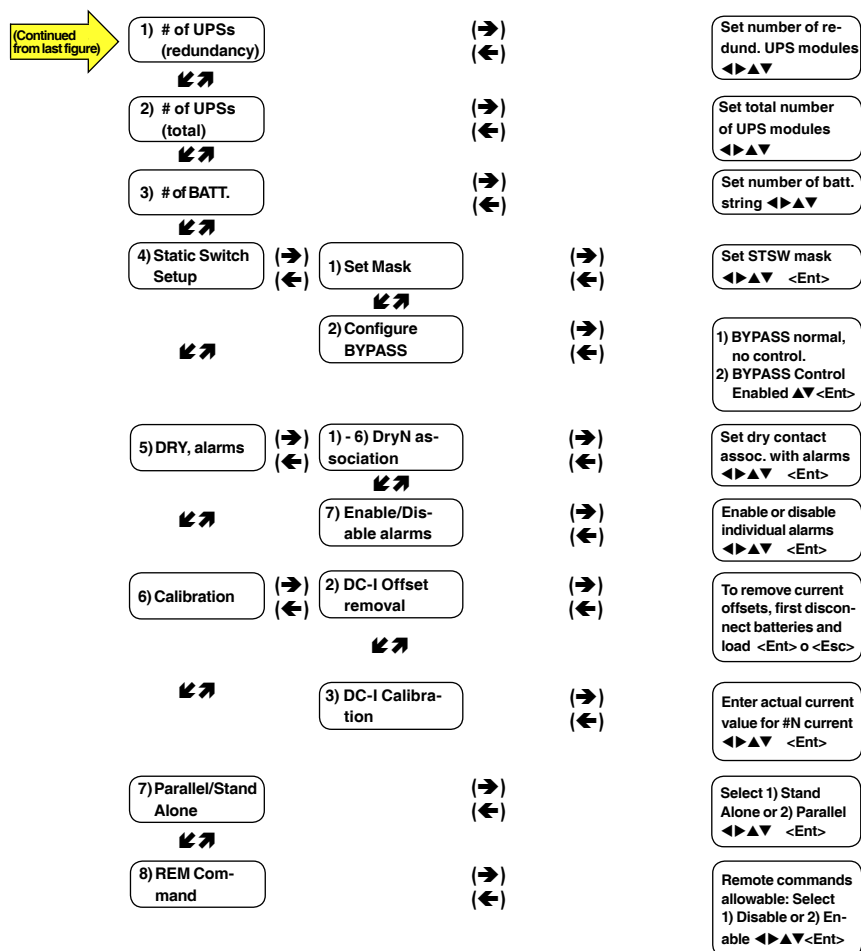 (Continued
from last figure)
1) # of UPSs
(redundancy)
(➔)
(🡸)
Set number of re-
dund. UPS modules
◀▶▲▼
2) # of UPSs
(total)
(➔)
(🡸)
Set total number
of UPS modules
◀▶▲▼
3) # of BATT.
(➔)
(🡸)
Set number of batt.
string ◀▶▲▼
4) Static Switch
Setup
(➔)
(🡸)
1) Set Mask
(➔)
(🡸)
Set STSW mask
◀▶▲▼ <Ent>
2) Configure
BYPASS
(➔)
(🡸)
1) BYPASS normal,
no control.
2) BYPASS Control
Enabled ▲▼<Ent>
5) DRY, alarms
(➔)
(🡸)
1) - 6) DryN as-
sociation
(➔)
(🡸)
Set dry contact
assoc. with alarms
◀▶▲▼ <Ent>
7) Enable/Dis-
able alarms
(➔)
(🡸)
Enable or disable
individual alarms
◀▶▲▼ <Ent>
6) Calibration
(➔)
(🡸)
2) DC-I Offset
removal
(➔)
(🡸)
To remove current
offsets, first discon-
nect batteries and
load <Ent> o <Esc>
3) DC-I Calibra-
tion
(➔)
(🡸)
Enter actual current
value for #N current
◀▶▲▼ <Ent>
7) Parallel/Stand
Alone
(➔)
(🡸)
Select 1) Stand
Alone or 2) Parallel
◀▶▲▼ <Ent>
8) REM Com-
mand
(➔)
(🡸)
Remote commands
allowable: Select
1) Disable or 2) En-
able ◀▶▲▼<Ent>